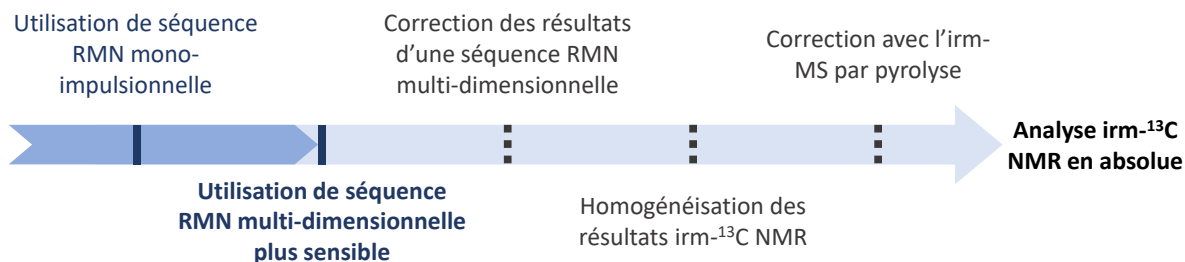 Utilisation de séquence
RMN mono-
impulsionnelle
Utilisation de séquence
RMN multi-dimensionnelle
plus sensible
Correction des résultats
d’une séquence RMN
multi-dimensionnelle
Homogénéisation des
résultats irm-¹³C NMR
Correction avec l’irm-
MS par pyrolyse
Analyse irm-¹³C
NMR en absolue